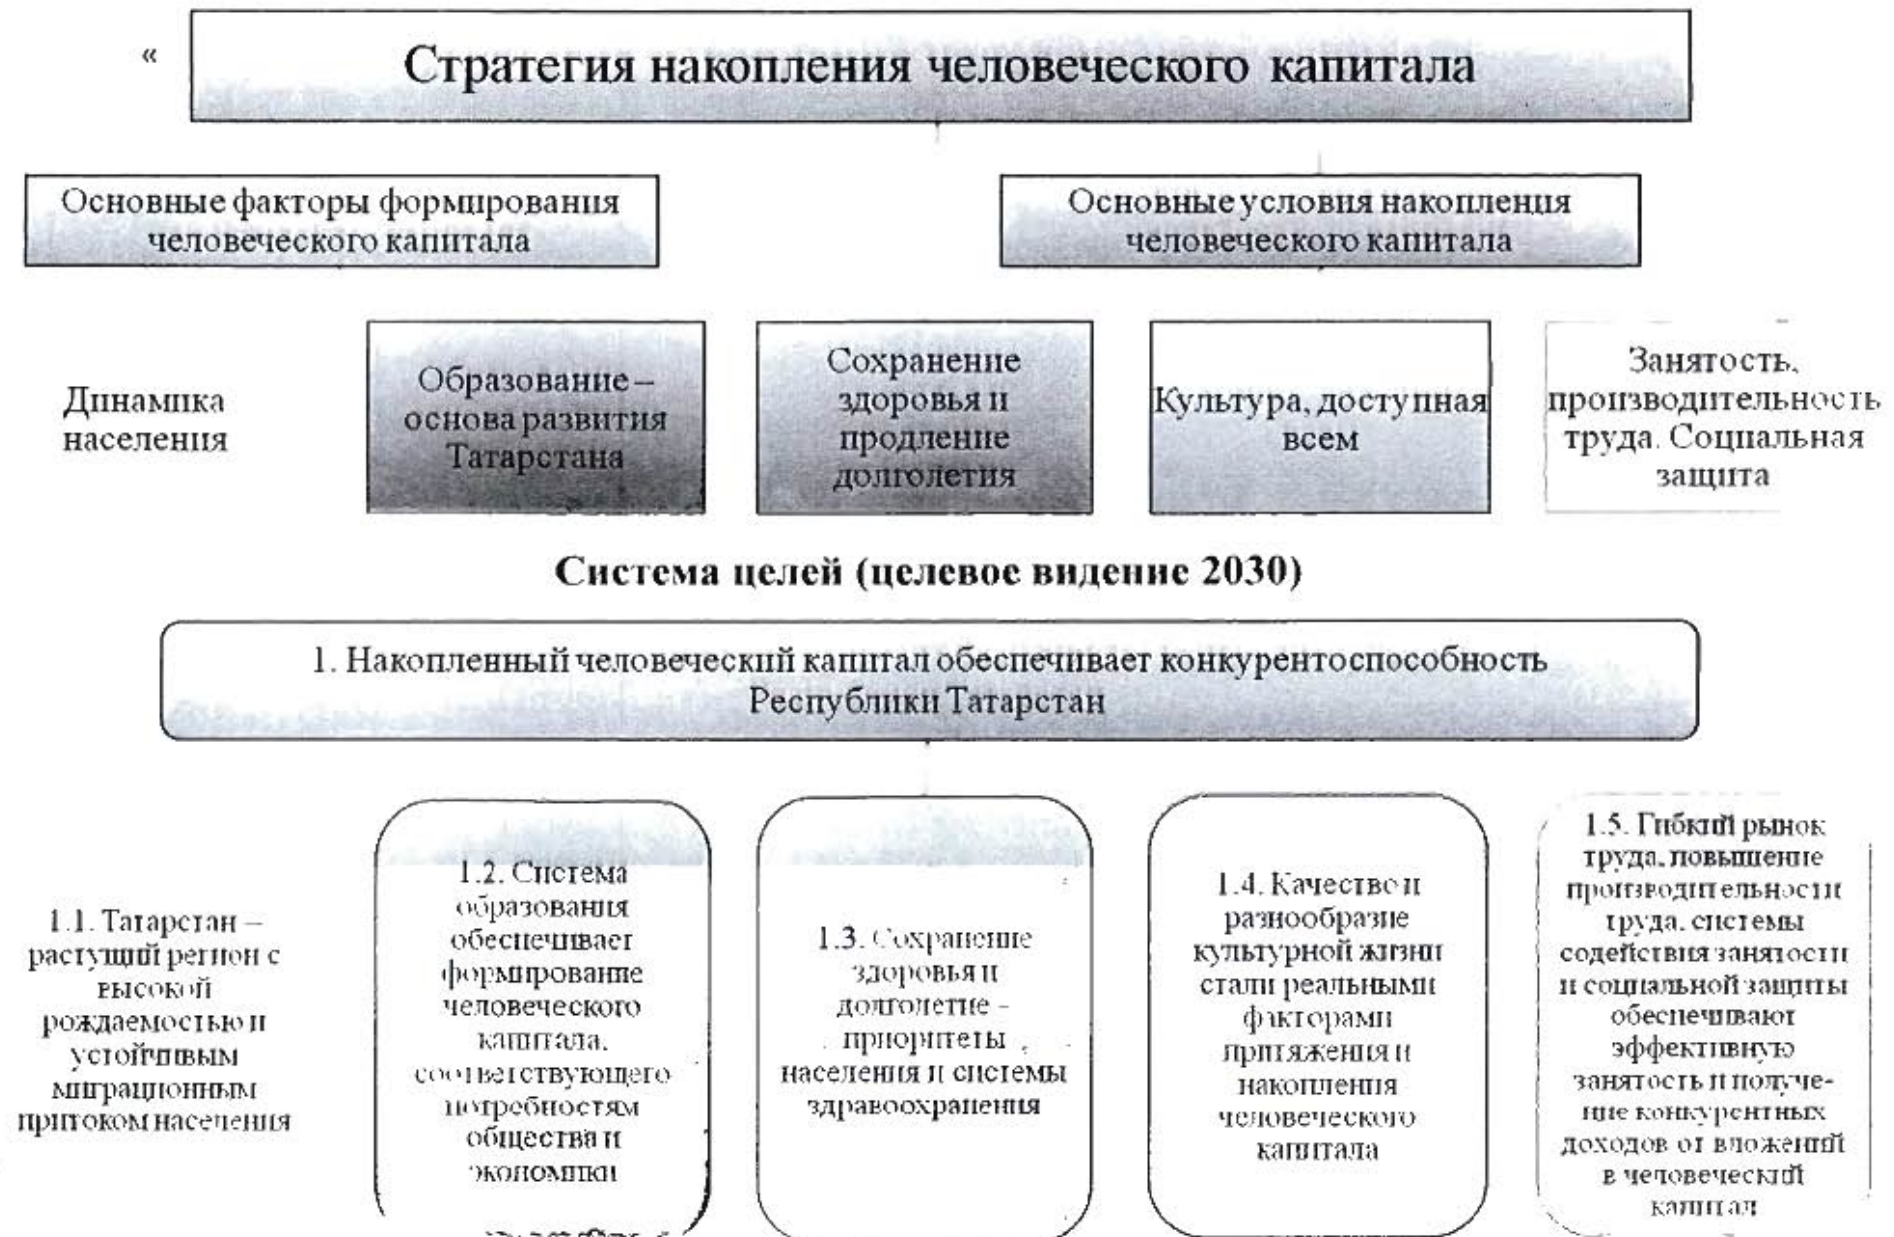 «
Стратегия накопления человеческого капитала
Основные факторы формирования
человеческого капитала
Основные условия накопления
человеческого капитала
Динамика
населения
Образование –
основа развития
Татарстана
Сохранение
здоровья и
продление
долголетия
Культура, доступная
всем
Занятость,
производительность
труда. Социальная
защита
Система целей (целевое видение 2030)
1. Накопленный человеческий капитал обеспечивает конкурентоспособность
Республики Татарстан
1.1. Татарстан –
растущий регион с
высокой
рождаемостью и
устойчивым
миграционным
притоком населения
1.2. Система
образования
обеспечивает
формирование
человеческого
капитала,
соответствующего
потребностям
общества и
экономики
1.3. Сохранение
здоровья и
долголетие -
приоритеты
населения и системы
здравоохранения
1.4. Качество и
разнообразие
культурной жизни
стали реальными
факторами
притяжения и
накопления
человеческого
капитала
1.5. Гибкий рынок
труда, повышение
производительности
труда, системы
содействия занятости
и социальной защиты
обеспечивают
эффективную
занятость и получе-
ние конкурентных
доходов от вложений
в человеческий
капитал